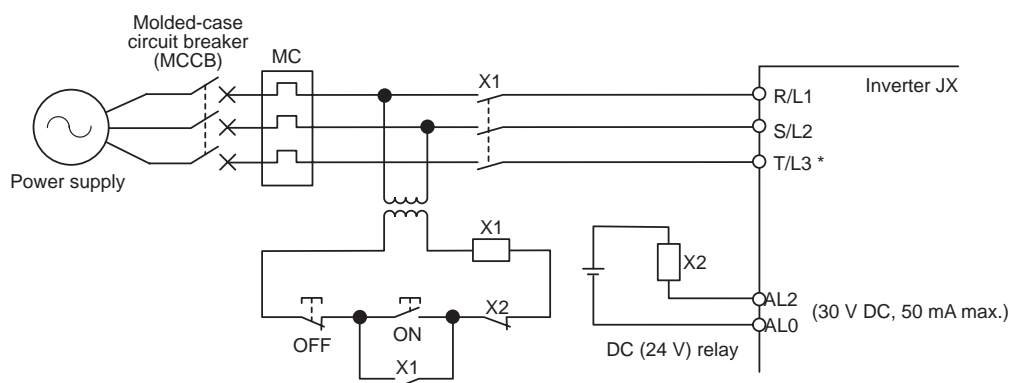 Molded-case
circuit breaker
(MCCB)
MC
X1
Inverter JX
R/L1
S/L2
T/L3 *
Power supply
X1
X2
X2
OFF
ON
X1
AL2
AL0
(30 V DC, 50 mA max.)
DC (24 V) relay